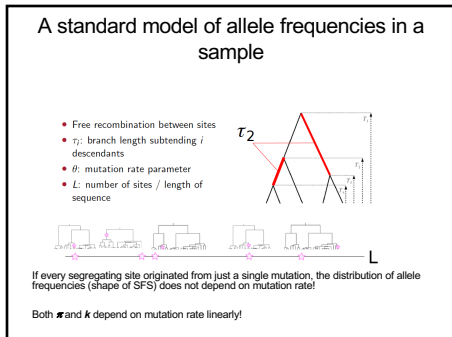 A standard model of allele frequencies in a
sample
• Free recombination between sites
• τᵢ: branch length subtending i
descendants
• θ: mutation rate parameter
• L: number of sites / length of
sequence
τ₂
L
If every segregating site originated from just a single mutation, the distribution of allele
frequencies (shape of SFS) does not depend on mutation rate!
Both π and k depend on mutation rate linearly!